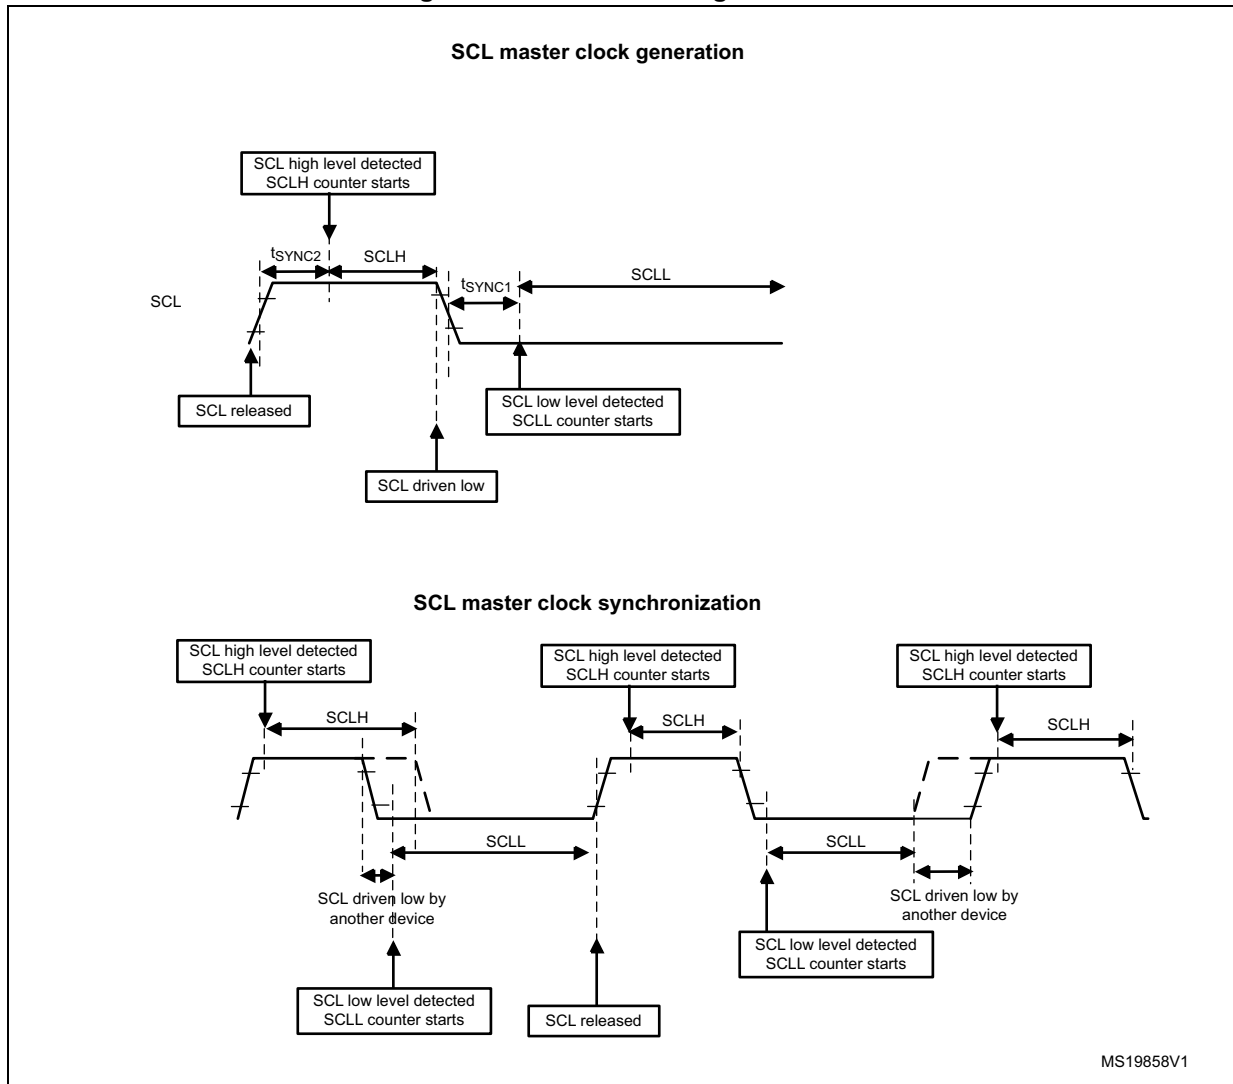 SCL master clock generation
SCL high level detected
SCLH counter starts
tSYNC2
SCLH
SCLL
tSYNC1
SCL
SCL released
SCL low level detected
SCLL counter starts
SCL driven low
SCL master clock synchronization
SCL high level detected
SCLH counter starts
SCL high level detected
SCLH counter starts
SCL high level detected
SCLH counter starts
SCLH
SCLH
SCLH
SCLL
SCLL
SCL driven low by
another device
SCL driven low by
another device
SCL low level detected
SCLL counter starts
SCL low level detected
SCLL counter starts
SCL released
MS19858V1